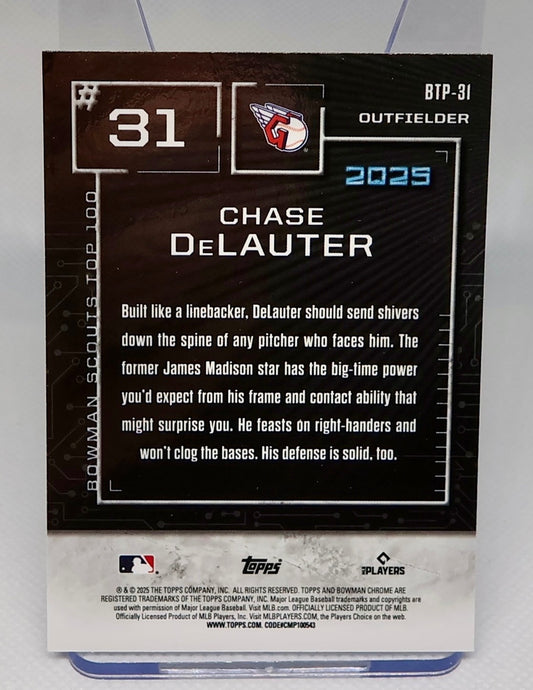 #
31
BTP-31
OUTFIELDER
2025
CHASE
DeLAUTER
BOWMAN SCOUTS TOP 100
Built like a linebacker, DeLauter should send shivers
down the spine of any pitcher who faces him. The
former James Madison star has the big-time power
you'd expect from his frame and contact ability that
might surprise you. He feasts on right-handers and
won't clog the bases. His defense is solid, too.
Topps
MLB PLAYERS
® & © 2025 THE TOPPS COMPANY, INC. ALL RIGHTS RESERVED. TOPPS AND BOWMAN CHROME ARE
REGISTERED TRADEMARKS OF THE TOPPS COMPANY, INC. Major League Baseball trademarks and copyrights are
used with permission of Major League Baseball. Visit MLB.com. OFFICIALLY LICENSED PRODUCT OF MLB
Officially Licensed Product of MLB Players, Inc. Visit MLBPLAYERS.com, the Players Choice on the web.
WWW.TOPPS.COM. CODE#CMP100543